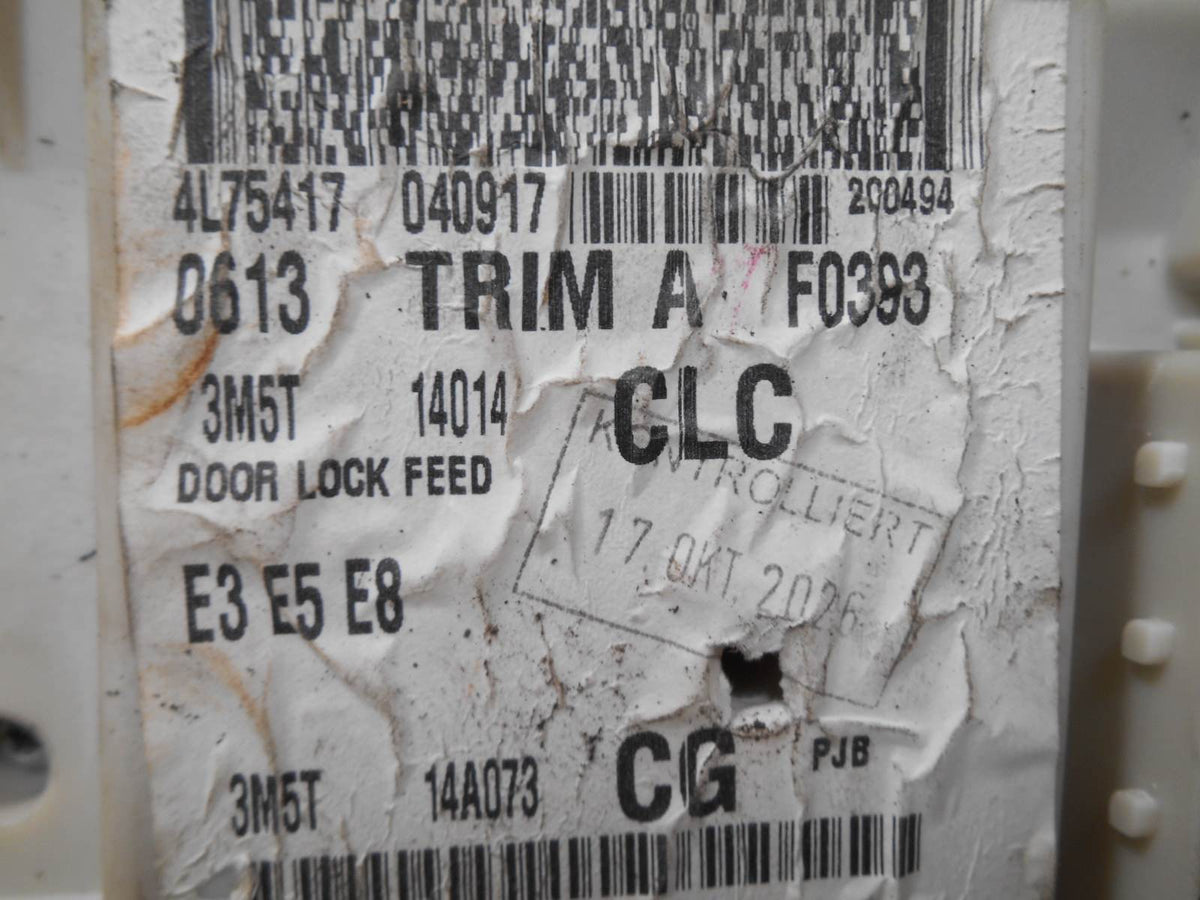 4L75417 040917 200494
0613 TRIM A F0393
3M5T 14014 CLC
KONTROLLIERT
DOOR LOCK FEED
17. OKT. 2026
E3 E5 E8
3M5T 14A073 CG PJB